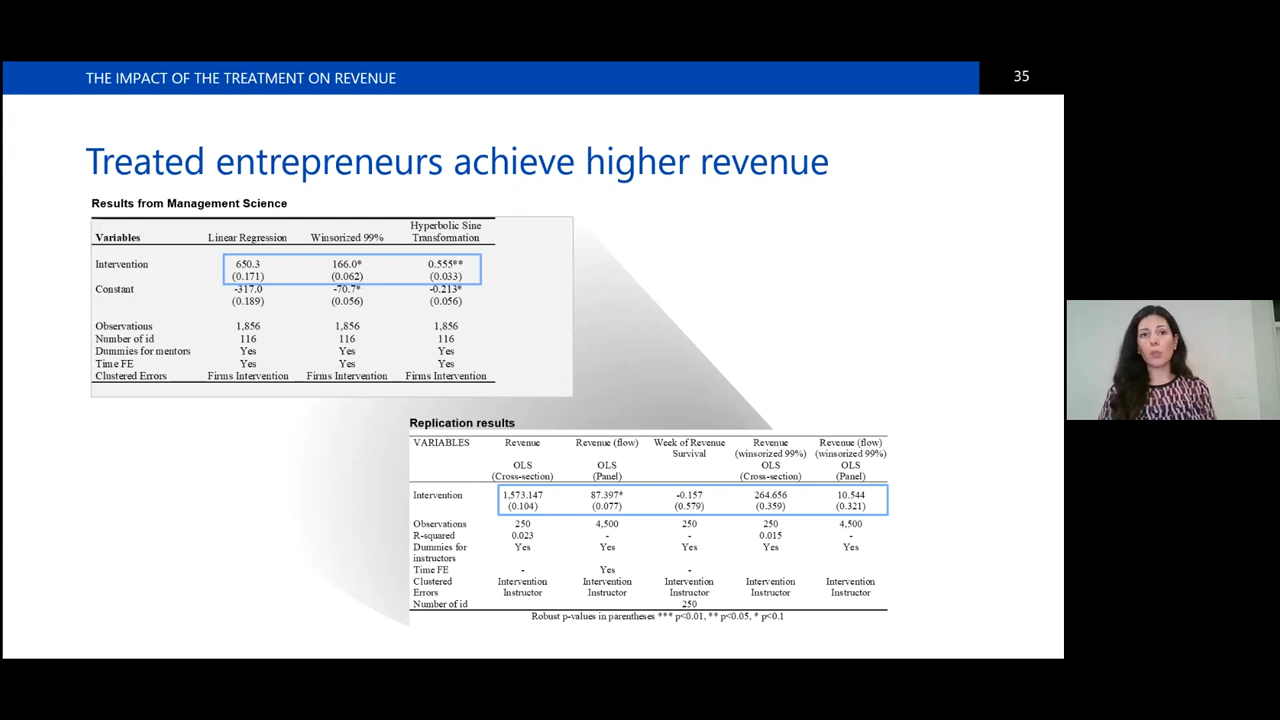 THE IMPACT OF THE TREATMENT ON REVENUE
35
Treated entrepreneurs achieve higher revenue
Results from Management Science
Hyperbolic Sine
Variables Linear Regression Winsorized 99% Transformation
Intervention 650.3 166.0* 0.555**
(0.171) (0.062) (0.033)
Constant -317.0 -70.7* -0.213*
(0.189) (0.056) (0.056)
Observations 1,856 1,856 1,856
Number of id 116 116 116
Dummies for mentors Yes Yes Yes
Time FE Yes Yes Yes
Clustered Errors Firms Intervention Firms Intervention Firms Intervention
Replication results
VARIABLES Revenue Revenue (flow) Week of Revenue Revenue Revenue (flow)
Survival (winsorized 99%) (winsorized 99%)
OLS OLS OLS OLS
(Cross-section) (Panel) (Cross-section) (Panel)
Intervention 1,573.147 87.397* -0.157 264.656 10.544
(0.104) (0.077) (0.579) (0.359) (0.321)
Observations 250 4,500 250 250 4,500
R-squared 0.023 - - 0.015 -
Dummies for Yes Yes Yes Yes Yes
instructors
Time FE - Yes -
Clustered Intervention Intervention Intervention Intervention Intervention
Errors Instructor Instructor Instructor Instructor Instructor
Number of id 250
Robust p-values in parentheses *** p<0.01, ** p<0.05, * p<0.1